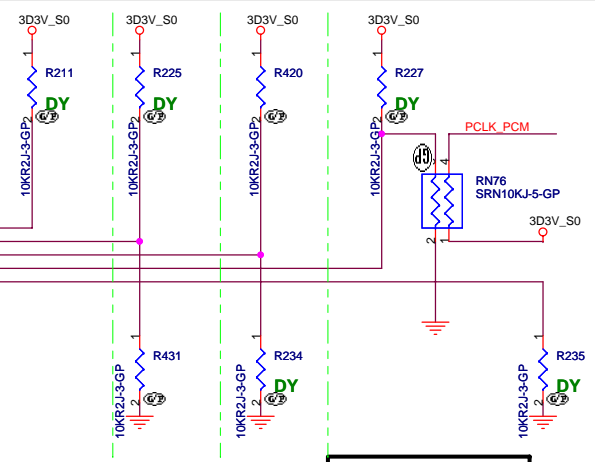 3D3V_S0 3D3V_S0 3D3V_S0 3D3V_S0
1 1 1 1
R211 R225 R420 R227
DY DY DY
2 2 2 2
G/P G/P G/P G/P
10KR2J-3-GP 10KR2J-3-GP 10KR2J-3-GP 10KR2J-3-GP
PCLK_PCM
GP
4
RN76
SRN10KJ-5-GP
3D3V_S0
2 1
1 1 1
R431 R234 R235
DY DY
2 2 2
G/P G/P G/P
10KR2J-3-GP 10KR2J-3-GP 10KR2J-3-GP